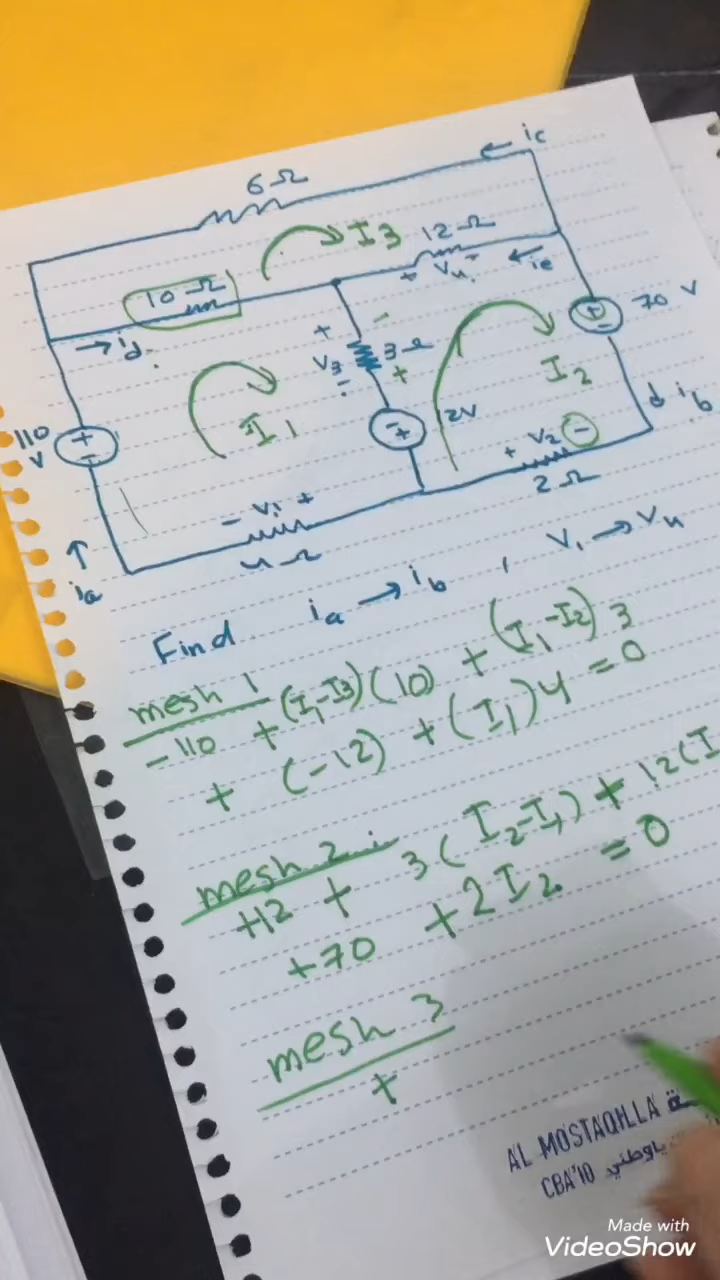 ic
6Ω
I3
12Ω
+ V4 -
ie
10Ω
id
+
V3
-
3Ω
-
+
70 V
+
-
I2
I1
110
V
+
-
-
+
12V
ib
+ V2 -
2Ω
- V1 +
4Ω
ia
Find ia → ib , V1 → V4
mesh 1
-110 + (I1-I3)(10) + (I1-I2) 3
+ (-12) + (I1)4 = 0
mesh 2
+12 + 3(I2-I1) + 12(I
+70 + 2I2 = 0
mesh 3
+
AL MOSTAQILLA
CBA'10
Made with
VideoShow